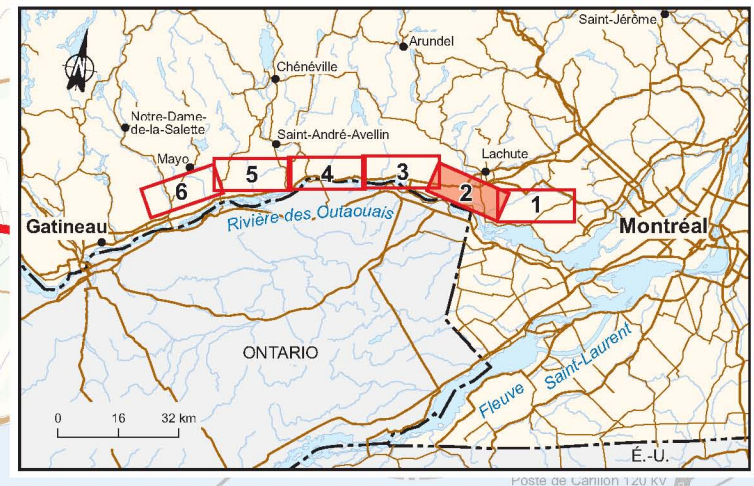 Saint-Jérôme
Arundel
Chénéville
Notre-Dame-
de-la-Salette
Saint-André-Avellin
Mayo
Lachute
6
5
4
3
2
1
Gatineau
Rivière des Outaouais
Montréal
ONTARIO
Fleuve Saint-Laurent
0 16 32 km
É.-U.
Poste de Carillon 120 kV